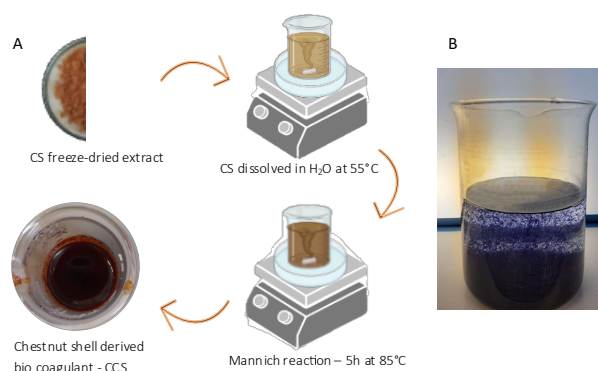 A
B
CS freeze-dried extract
CS dissolved in H₂O at 55°C
Chestnut shell derived
bio coagulant - CCS
Mannich reaction – 5h at 85°C